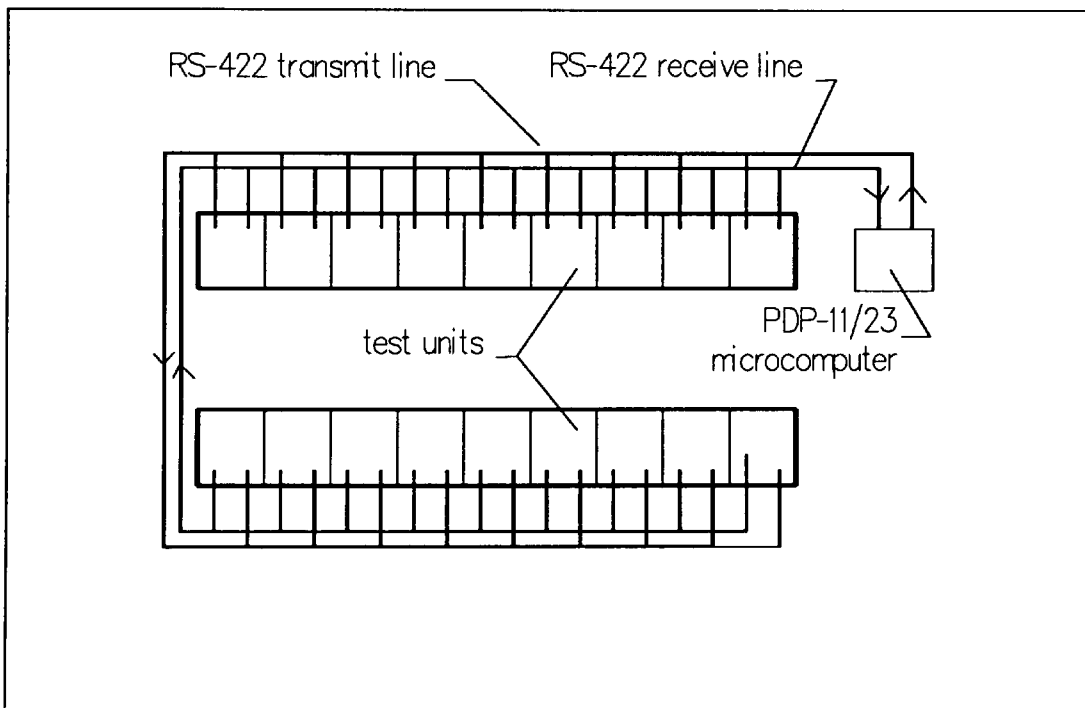 RS-422 transmit line
RS-422 receive line
test units
PDP-11/23
microcomputer